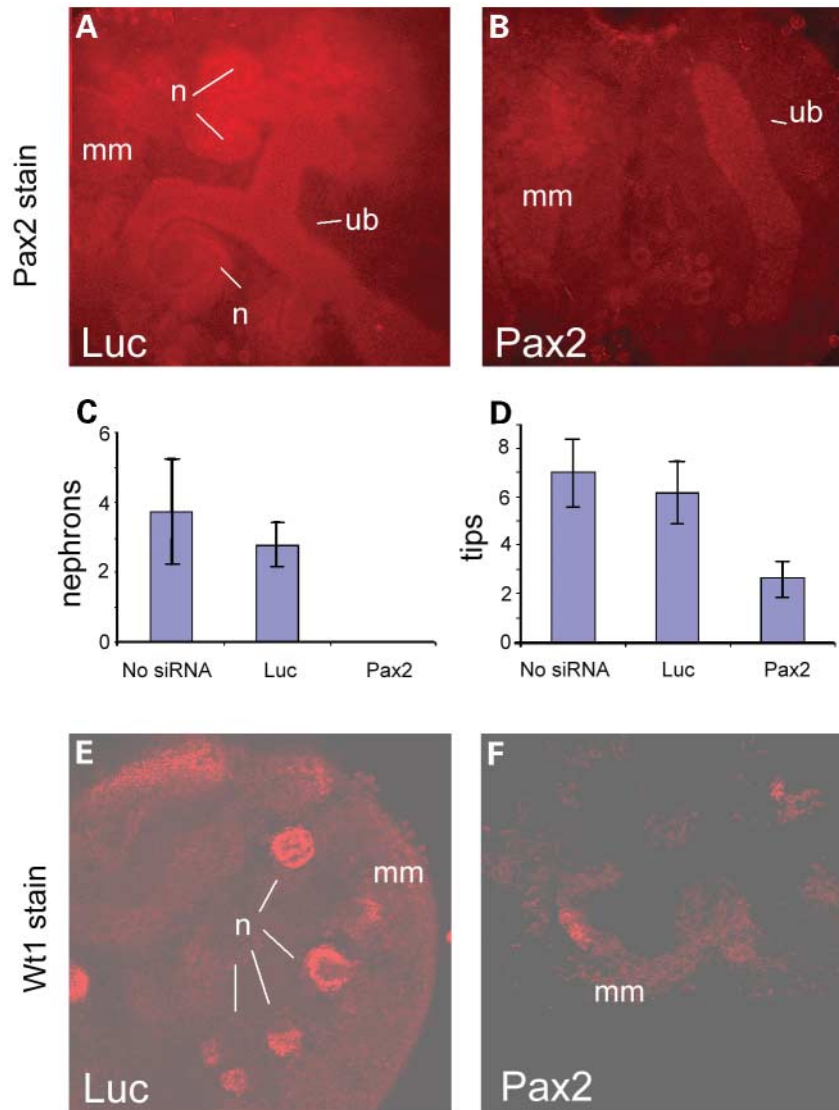 A
n
mm
ub
n
Luc
Pax2 stain
B
ub
mm
Pax2
C
6
4
2
0
nephrons
No siRNA Luc Pax2
D
8
6
4
2
0
tips
No siRNA Luc Pax2
E
mm
n
Luc
Wt1 stain
F
mm
Pax2